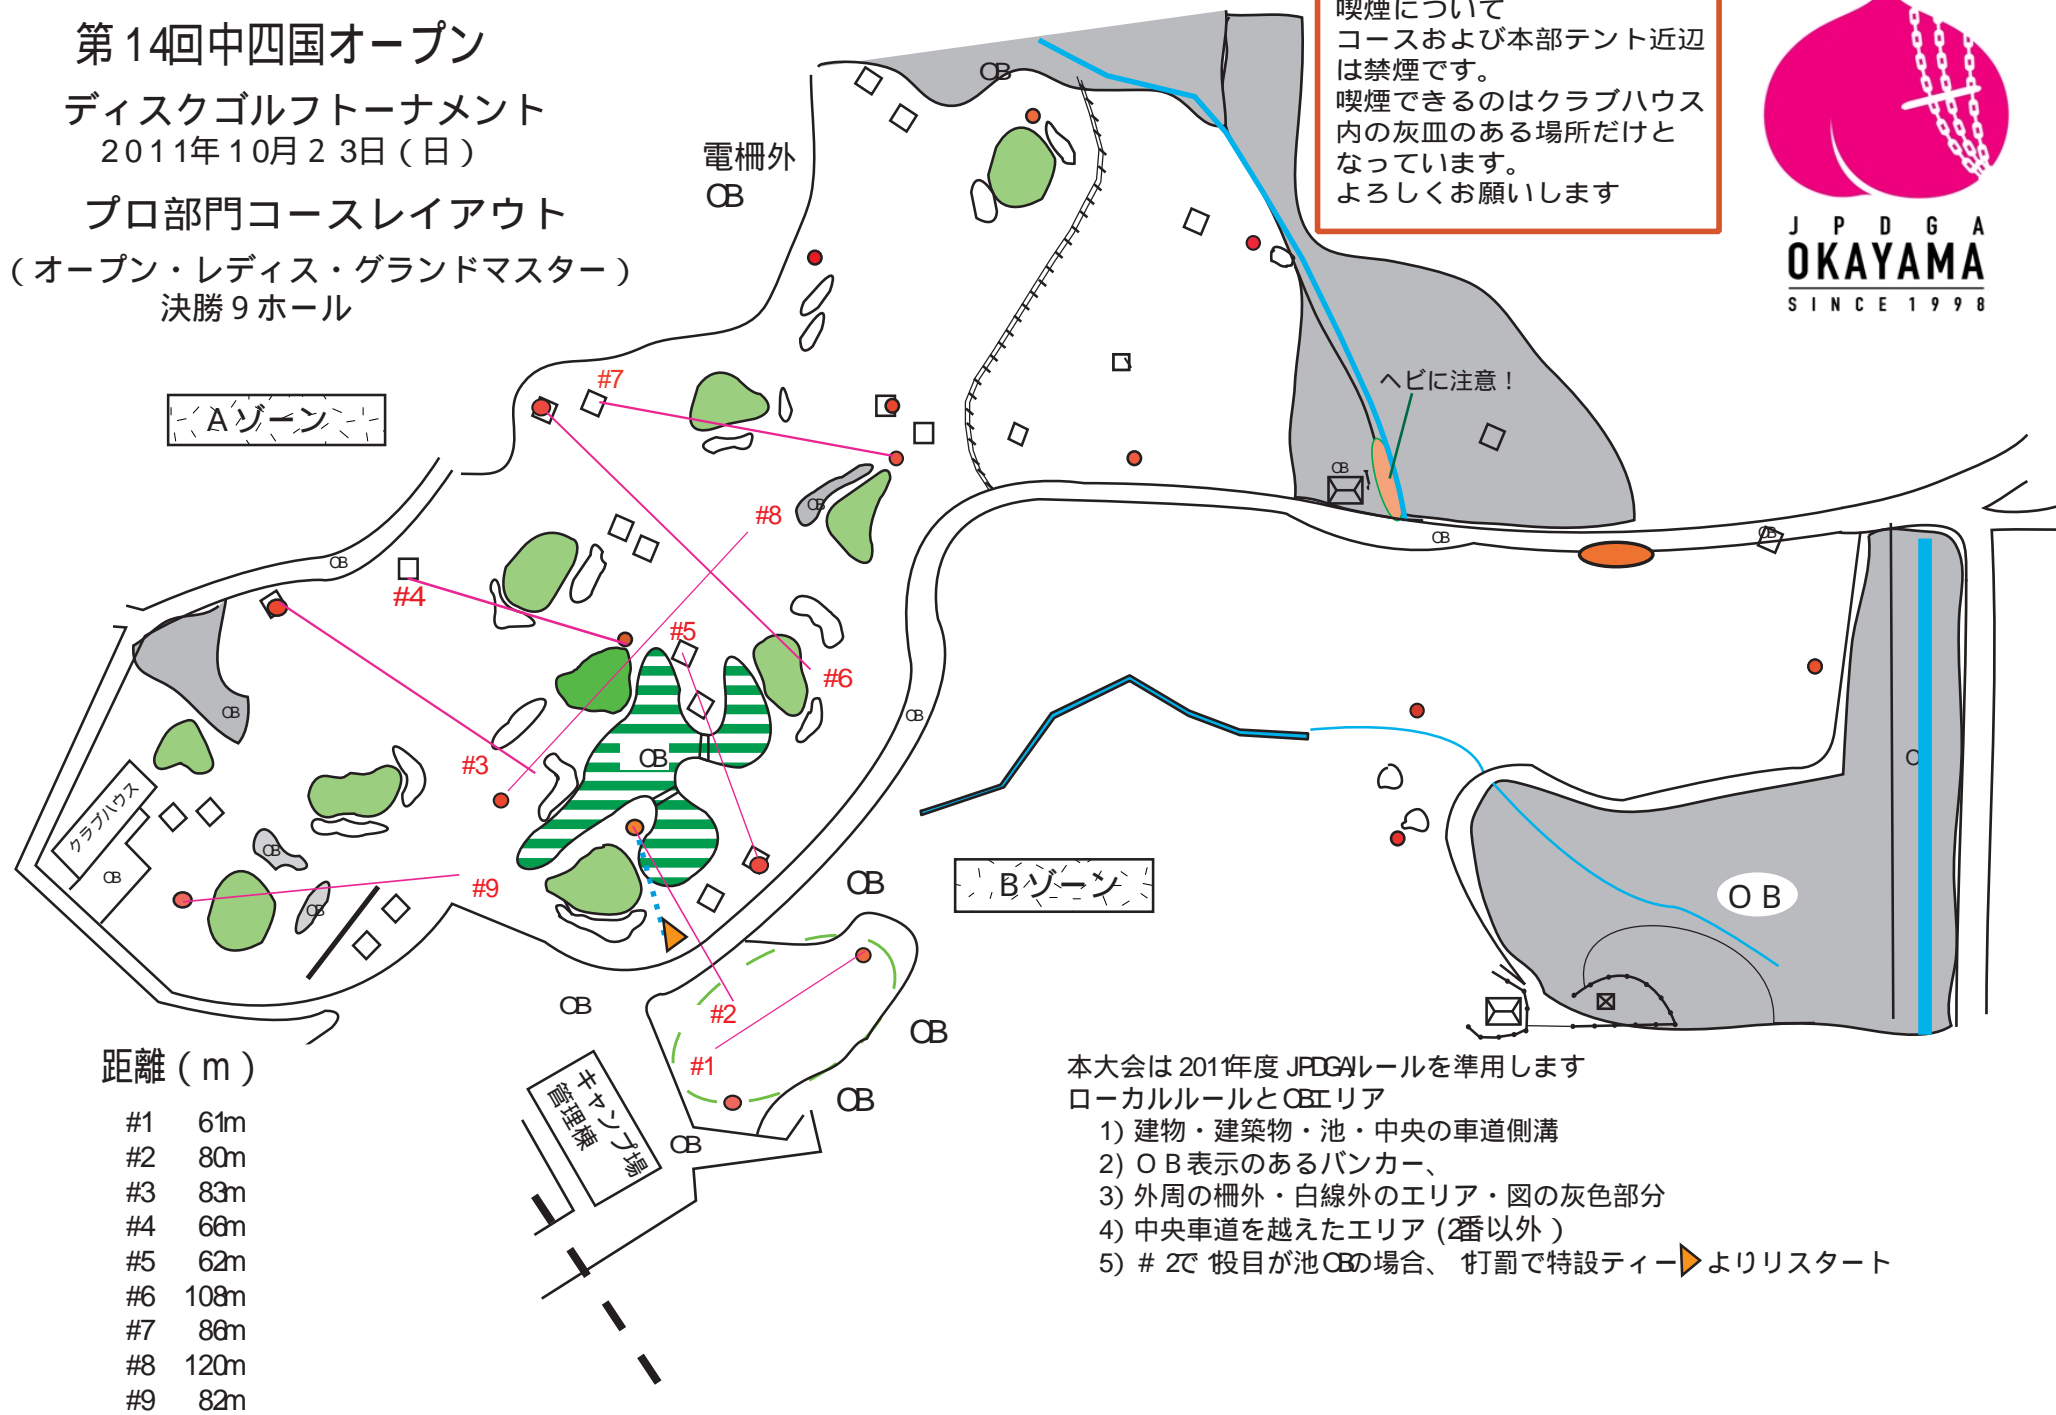 第14回中四国オープン
ディスクゴルフトーナメント
2011年10月23日(日)
プロ部門コースレイアウト
(オープン・レディス・グランドマスター)
決勝9ホール
喫煙について
コースおよび本部テント近辺
は禁煙です。
喫煙できるのはクラブハウス
内の灰皿のある場所だけと
なっています。
よろしくお願いします
JPDGA
OKAYAMA
SINCE 1998
OB
電柵外
OB
#7
Aゾーン
ヘビに注意!
OB
OB
#8
OB
OB
OB
#4
#5
#6
OB
OB
#3
OB
クラブハウス
OB
OB
#9
OB
OB
Bゾーン
OB
OB
#2
OB
#1
OB
OB
キャンプ場
管理棟
距離(m)
#1 61m
#2 80m
#3 83m
#4 66m
#5 62m
#6 108m
#7 86m
#8 120m
#9 82m
本大会は2011年度JPDGAルールを準用します
ローカルルールとOBエリア
1) 建物・建築物・池・中央の車道側溝
2) OB表示のあるバンカー、
3) 外周の柵外・白線外のエリア・図の灰色部分
4) 中央車道を越えたエリア(2番以外)
5) #2で1投目が池OBの場合、1打罰で特設ティーよりリスタート